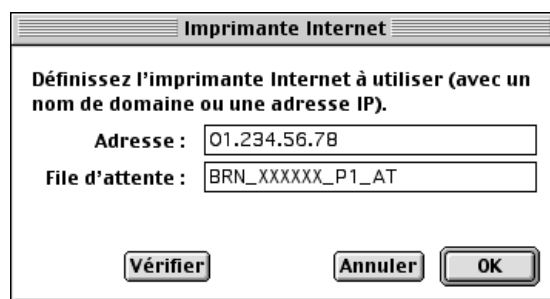 Imprimante Internet
Définissez l'imprimante Internet à utiliser (avec un
nom de domaine ou une adresse IP).
Adresse : 01.234.56.78
File d'attente : BRN_XXXXXX_P1_AT
Vérifier Annuler OK